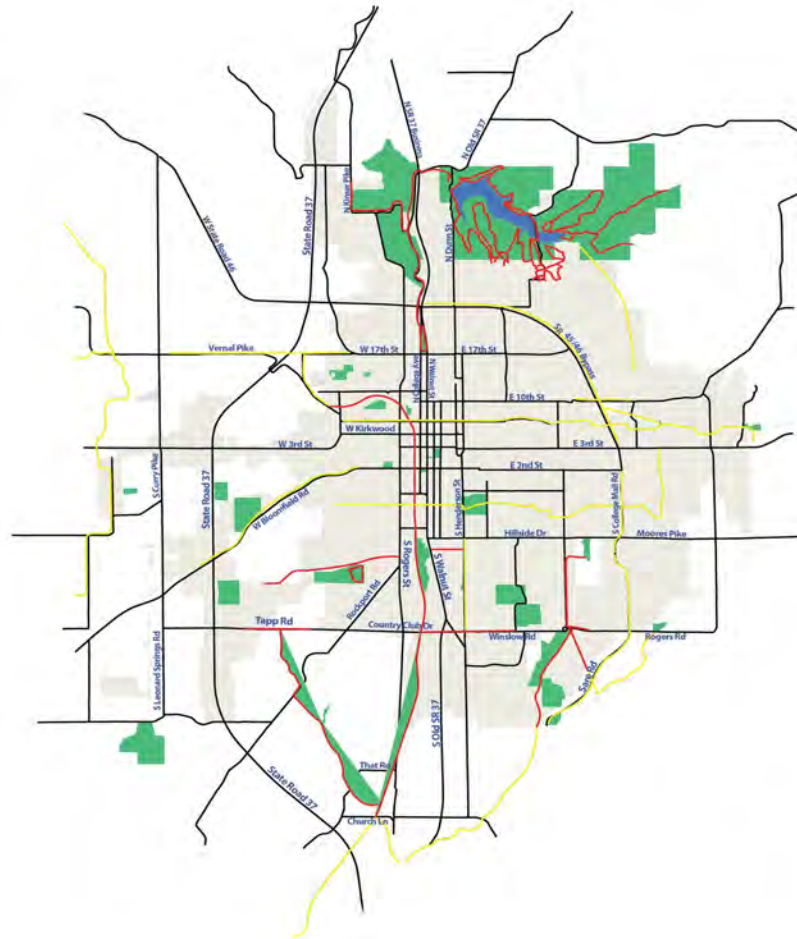 N SR 37 Business
N Old SR 37
N Kinser Pike
State Road 37
W State Road 46
N Dunn St
SR 45/46 Bypass
Vernal Pike
W 17th St
E 17th St
N Walnut St
E 10th St
W Kirkwood
W 3rd St
E 3rd St
E 2nd St
S Curry Pike
State Road 37
W Bloomfield Rd
S Henderson St
S College Mall Rd
Hillside Dr
Moores Pike
S Rogers St
S Walnut St
Rockport Rd
Tapp Rd
Country Club Dr
Winslow Rd
Rogers Rd
S Leonard Springs Rd
Sare Rd
S Old SR 37
That Rd
State Road 37
Church Ln